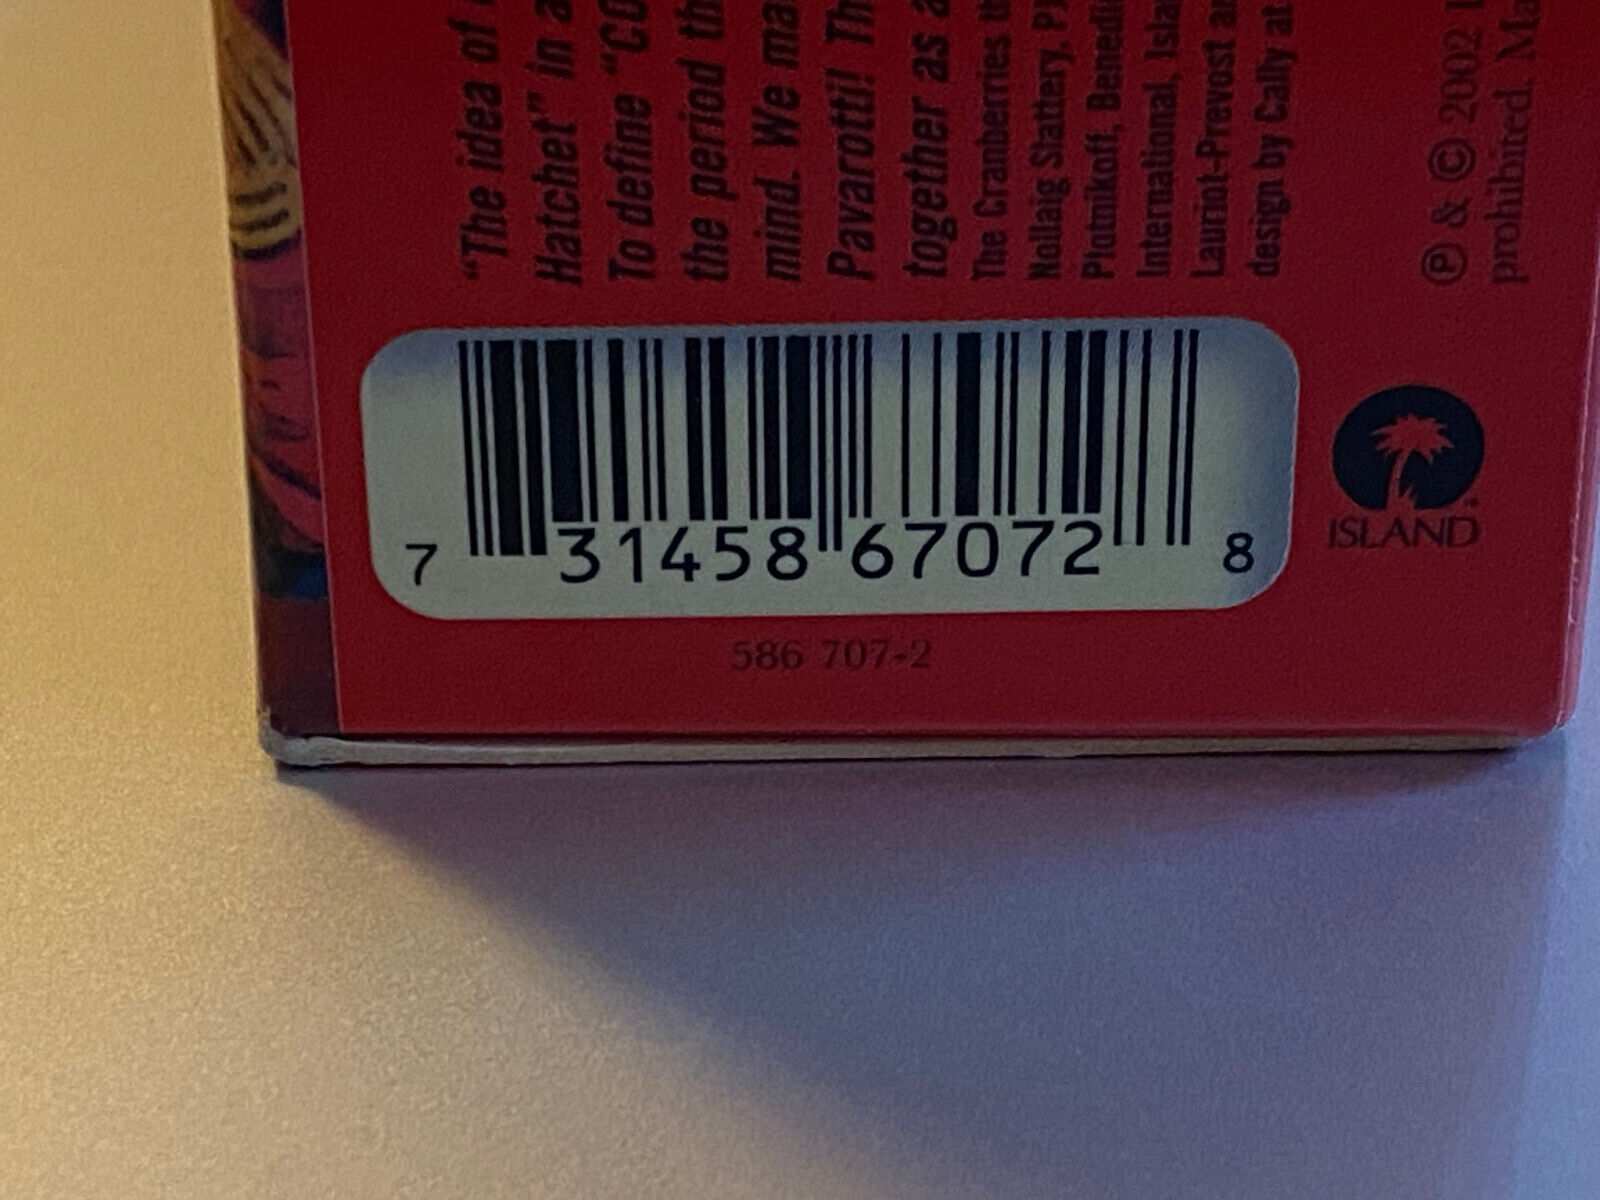 "The idea of
Hatchet" in a
To define "CO
the period th
mind. We ma
Pavarotti! Th
together as a
The Cranberries th
Nollaig Slattery, P
Plotnikoff, Benedi
International, Isla
Lauriot-Prevost a
design by Cally at
℗ & © 2002
prohibited. Ma
7 31458 67072 8
ISLAND
586 707-2